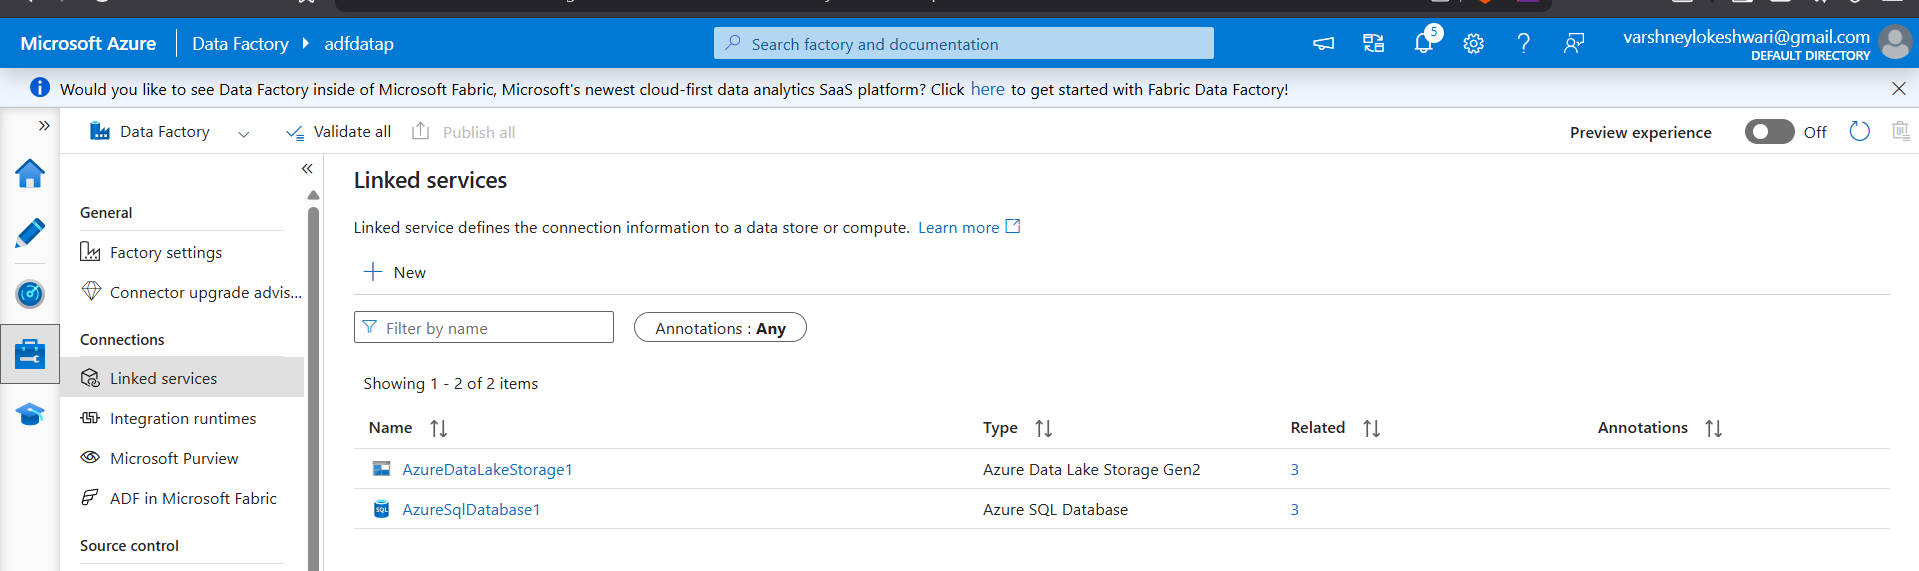 Microsoft Azure
Data Factory
adfdatap
Search factory and documentation
5
varshneylokeshwari@gmail.com
DEFAULT DIRECTORY
Would you like to see Data Factory inside of Microsoft Fabric, Microsoft's newest cloud-first data analytics SaaS platform? Click here to get started with Fabric Data Factory!
Data Factory
Validate all
Publish all
Preview experience
Off
General
Factory settings
Connector upgrade advis...
Connections
Linked services
Integration runtimes
Microsoft Purview
ADF in Microsoft Fabric
Source control
Linked services
Linked service defines the connection information to a data store or compute. Learn more
New
Filter by name
Annotations : Any
Showing 1 - 2 of 2 items
Name Type Related Annotations
AzureDataLakeStorage1 Azure Data Lake Storage Gen2 3
SQL AzureSqlDatabase1 Azure SQL Database 3